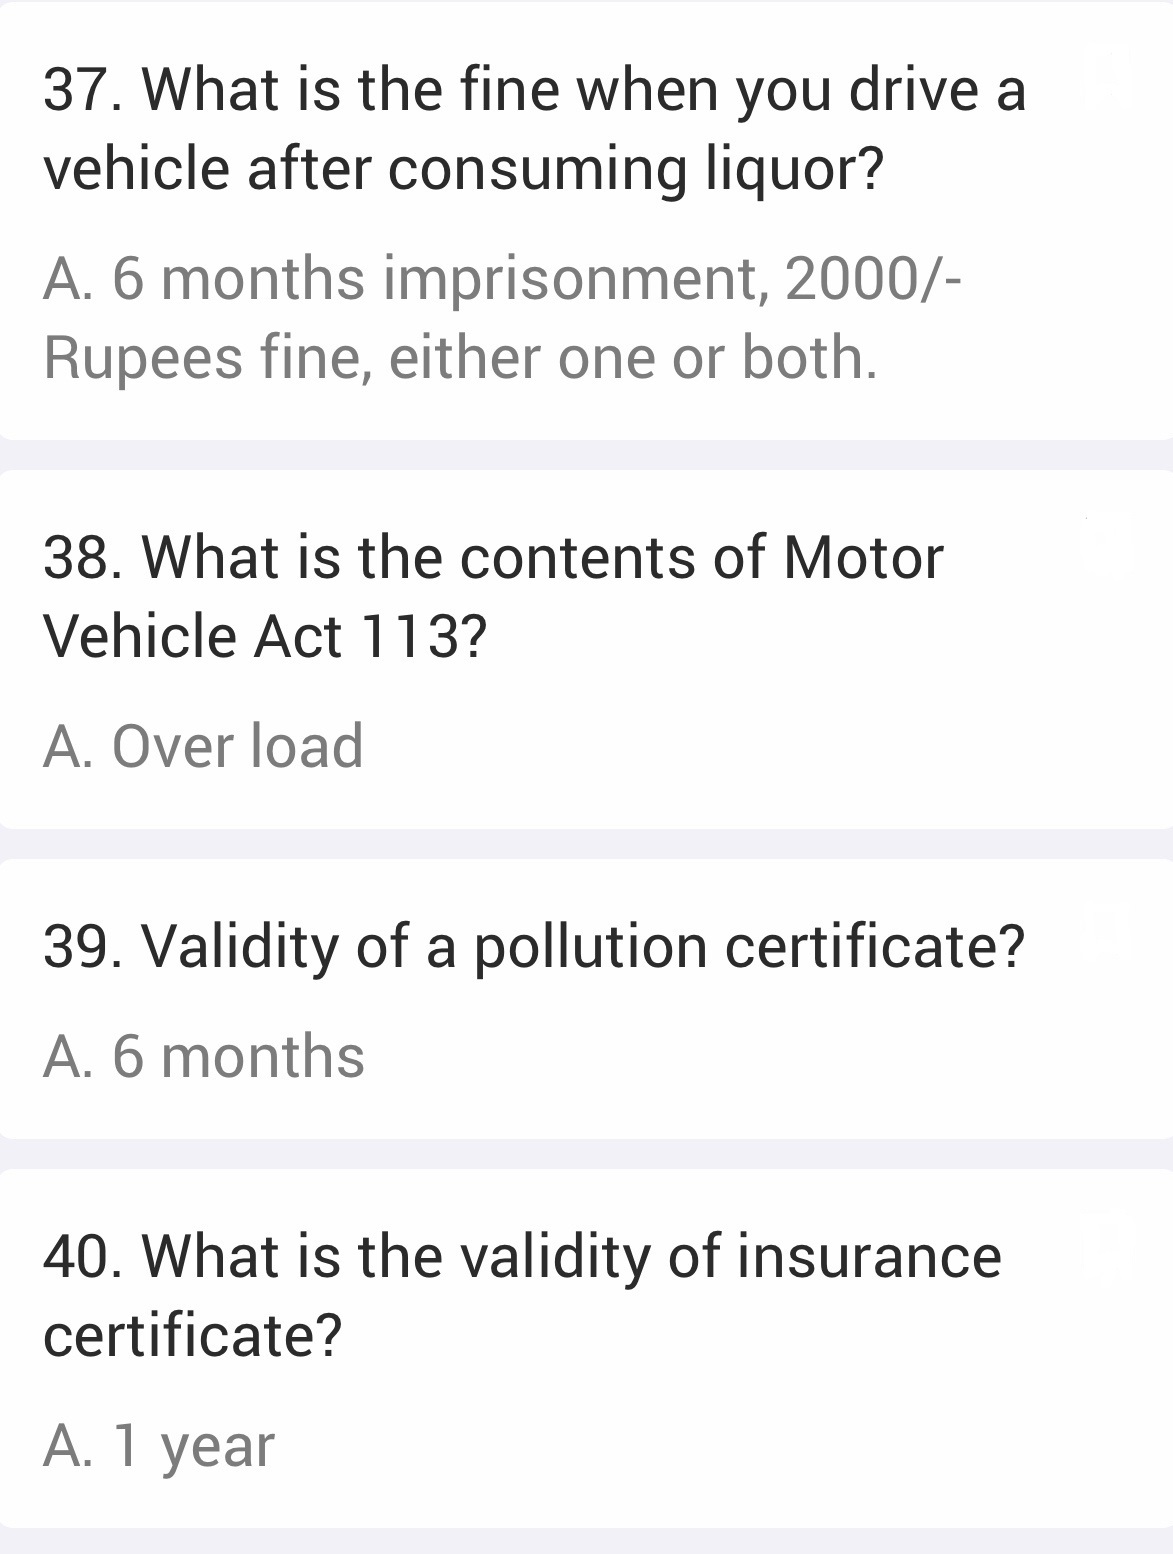 37. What is the fine when you drive a
vehicle after consuming liquor?
A. 6 months imprisonment, 2000/-
Rupees fine, either one or both.
38. What is the contents of Motor
Vehicle Act 113?
A. Over load
39. Validity of a pollution certificate?
A. 6 months
40. What is the validity of insurance
certificate?
A. 1 year